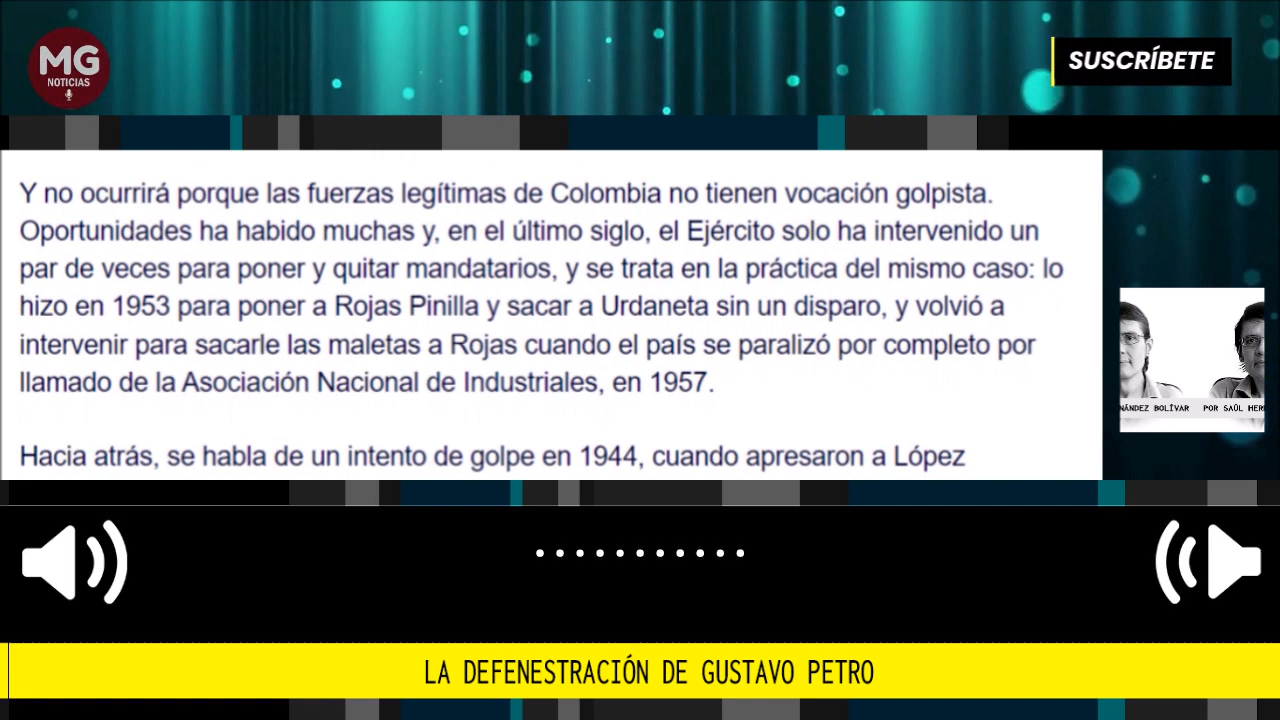 MG
NOTICIAS
SUSCRÍBETE
Y no ocurrirá porque las fuerzas legítimas de Colombia no tienen vocación golpista.
Oportunidades ha habido muchas y, en el último siglo, el Ejército solo ha intervenido un
par de veces para poner y quitar mandatarios, y se trata en la práctica del mismo caso: lo
hizo en 1953 para poner a Rojas Pinilla y sacar a Urdaneta sin un disparo, y volvió a
intervenir para sacarle las maletas a Rojas cuando el país se paralizó por completo por
llamado de la Asociación Nacional de Industriales, en 1957.
Hacia atrás, se habla de un intento de golpe en 1944, cuando apresaron a López
NÁNDEZ BOLÍVAR POR SAÚL HER
LA DEFENESTRACIÓN DE GUSTAVO PETRO